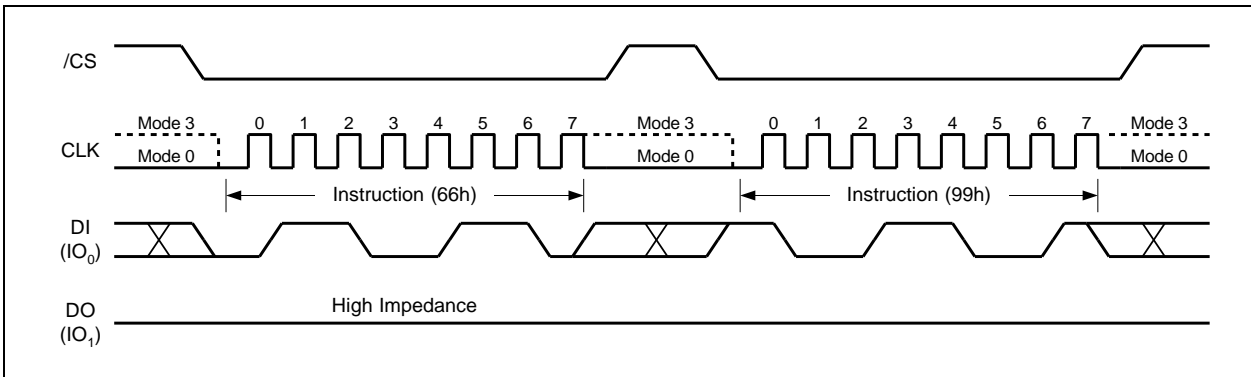 /CS
Mode 3 0 1 2 3 4 5 6 7 Mode 3 0 1 2 3 4 5 6 7 Mode 3
CLK
Mode 0 Mode 0 Mode 0
Instruction (66h) Instruction (99h)
DI
(IO0)
DO High Impedance
(IO1)